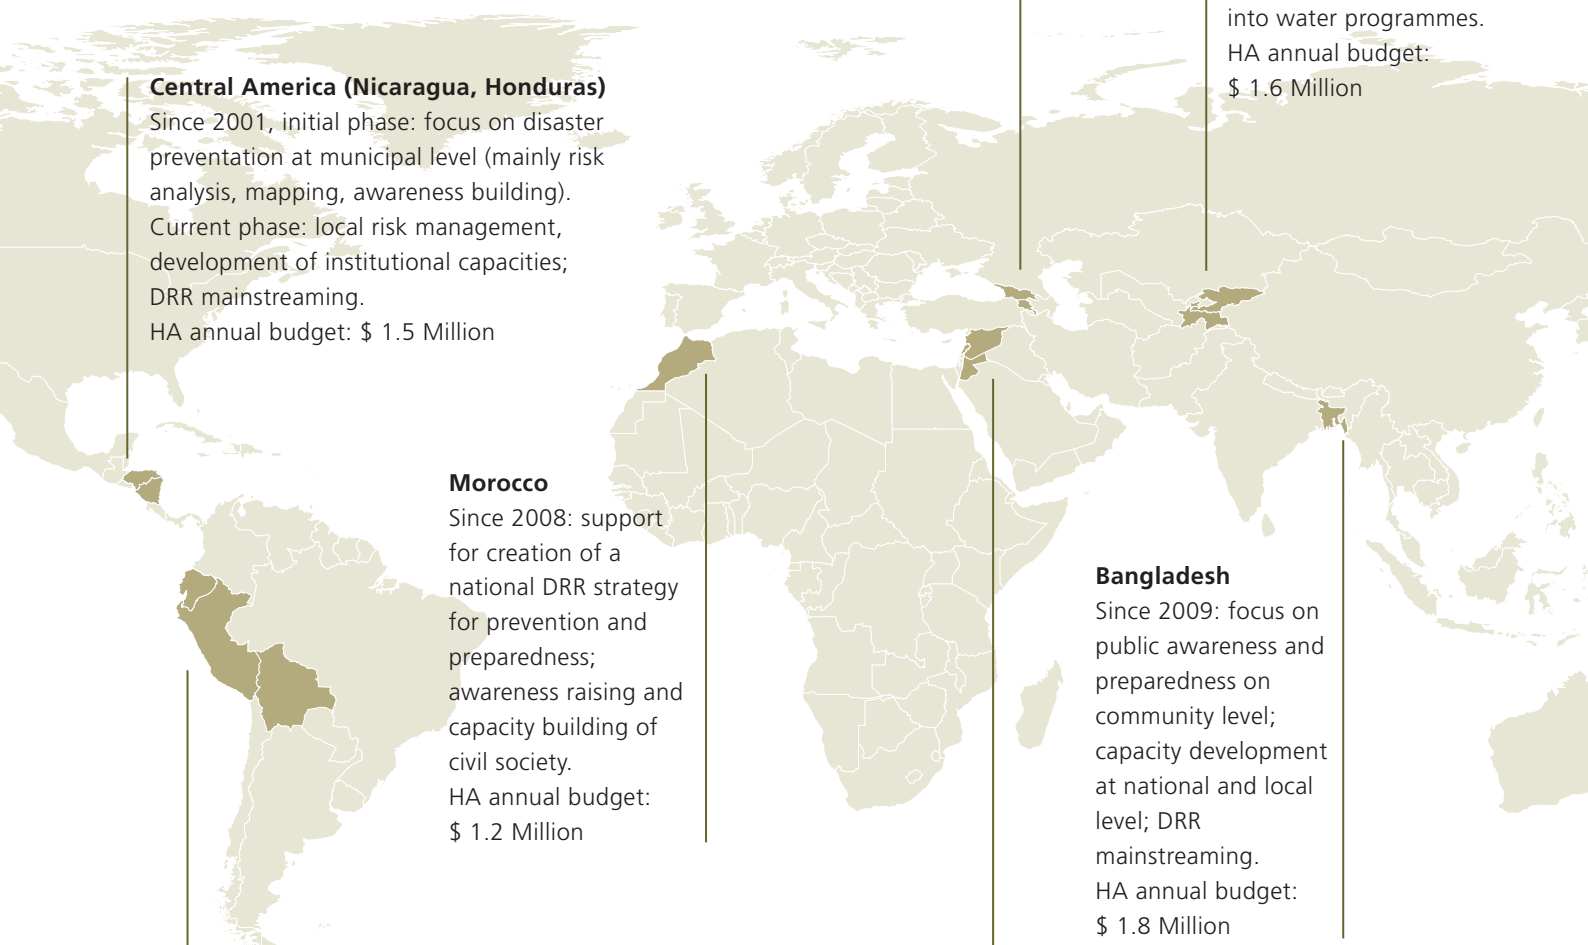 into water programmes.
HA annual budget:
$ 1.6 Million
Central America (Nicaragua, Honduras)
Since 2001, initial phase: focus on disaster
preventation at municipal level (mainly risk
analysis, mapping, awareness building).
Current phase: local risk management,
development of institutional capacities;
DRR mainstreaming.
HA annual budget: $ 1.5 Million
Morocco
Since 2008: support
for creation of a
national DRR strategy
for prevention and
preparedness;
awareness raising and
capacity building of
civil society.
HA annual budget:
$ 1.2 Million
Bangladesh
Since 2009: focus on
public awareness and
preparedness on
community level;
capacity development
at national and local
level; DRR
mainstreaming.
HA annual budget:
$ 1.8 Million